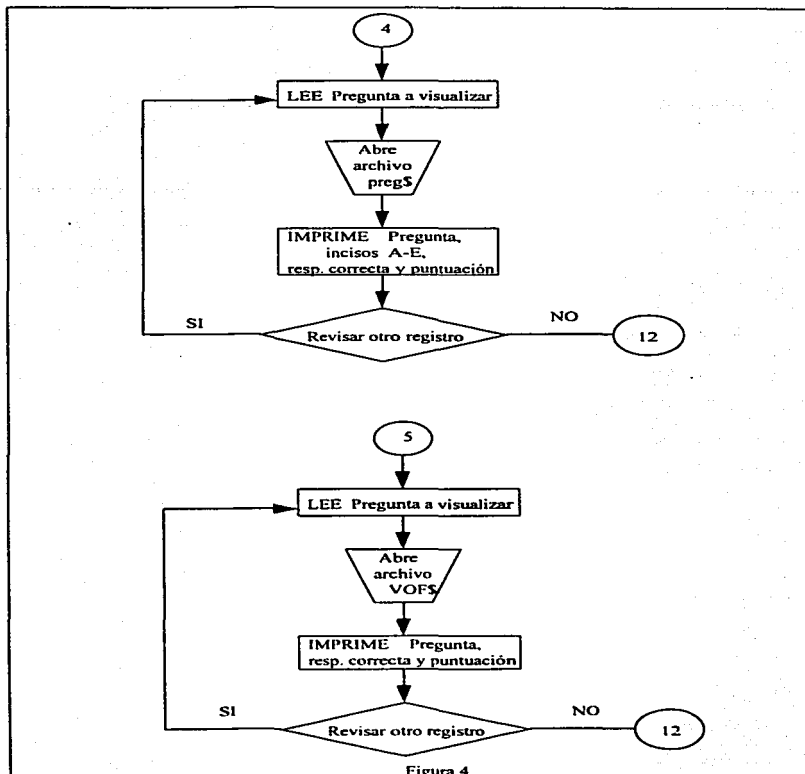 4
LEE Pregunta a visualizar
Abre
archivo
preg$
IMPRIME Pregunta,
incisos A-E,
resp. correcta y puntuación
SI
Revisar otro registro
NO
12
5
LEE Pregunta a visualizar
Abre
archivo
VOF$
IMPRIME Pregunta,
resp. correcta y puntuación
SI
Revisar otro registro
NO
12
Figura 4